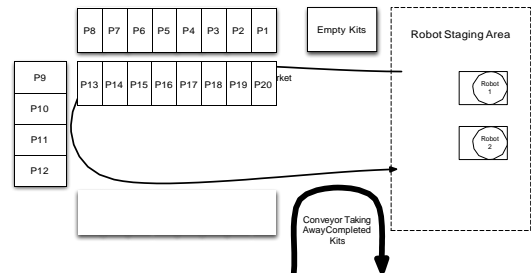 P8 P7 P6 P5 P4 P3 P2 P1
Empty Kits
Robot Staging Area
P9
P10
P11
P12
P13 P14 P15 P16 P17 P18 P19 P20
rket
Robot
1
Robot
2
Conveyor Taking
AwayCompleted
Kits